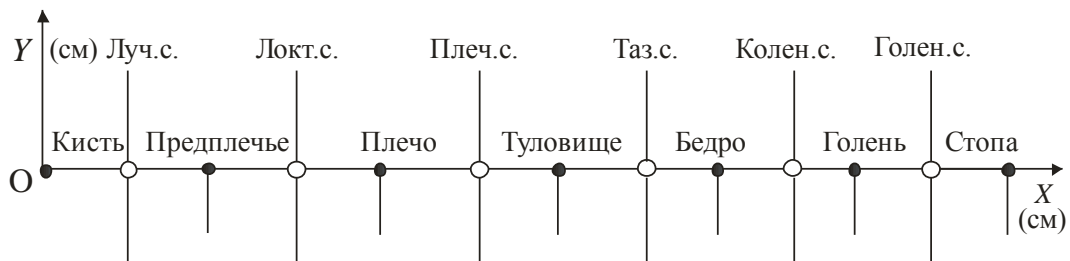 Y (см) Луч.с. Локт.с. Плеч.с. Таз.с. Колен.с. Голен.с.
Кисть Предплечье Плечо Туловище Бедро Голень Стопа
O X
(см)